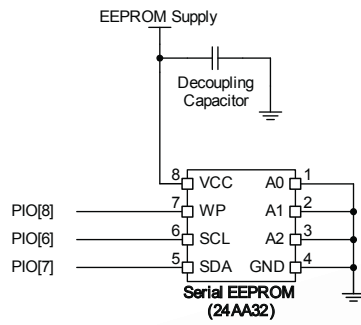 EEPROM Supply
Decoupling
Capacitor
8 VCC A0 1
PIO[8] 7 WP A1 2
PIO[6] 6 SCL A2 3
PIO[7] 5 SDA GND 4
Serial EEPROM
(24AA32)